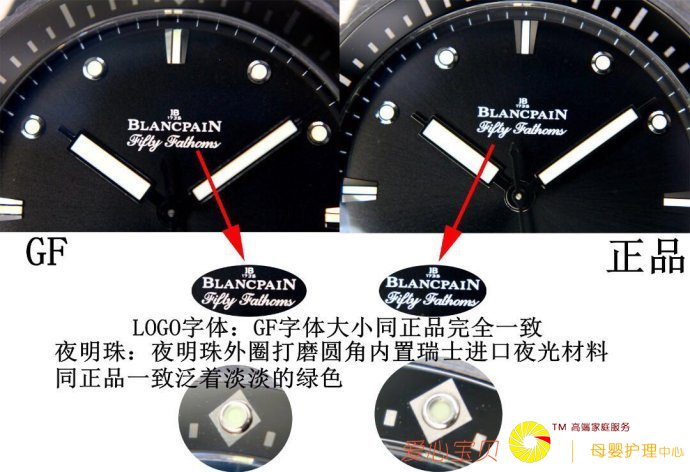 JB
1735
BLANCPAIN
Fifty Fathoms
JB
1735
BLANCPAIN
Fifty Fathoms
GF
正品
JB
1735
BLANCPAIN
Fifty Fathoms
JB
1735
BLANCPAIN
Fifty Fathoms
LOGO字体：GF字体大小同正品完全一致
夜明珠：夜明珠外圈打磨圆角内置瑞士进口夜光材料
同正品一致泛着淡淡的绿色
爱心宝贝
TM 高端家庭服务
母婴护理中心